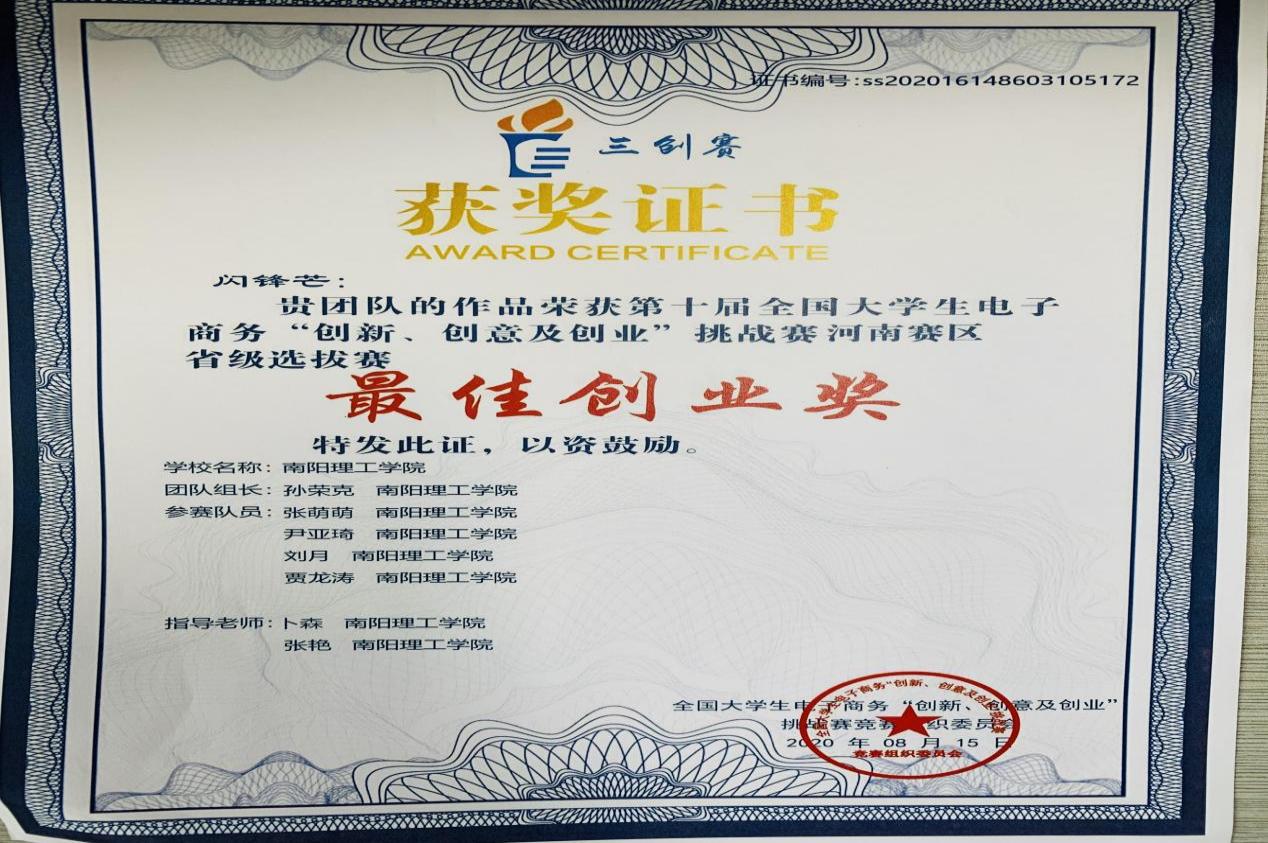 证书编号:ss202016148603105172
三创赛
获奖证书
AWARD CERTIFICATE
闪锋芒：
贵团队的作品荣获第十届全国大学生电子
商务“创新、创意及创业”挑战赛河南赛区
省级选拔赛
最佳创业奖
特发此证，以资鼓励。
学校名称：南阳理工学院
团队组长：孙荣克 南阳理工学院
参赛队员：张萌萌 南阳理工学院
尹亚琦 南阳理工学院
刘月 南阳理工学院
贾龙涛 南阳理工学院
指导老师：卜森 南阳理工学院
张艳 南阳理工学院
全国大学生电子商务“创新、创意及创业”
挑战赛竞赛组织委员会
2020 年 08 月 15 日
竞赛组织委员会